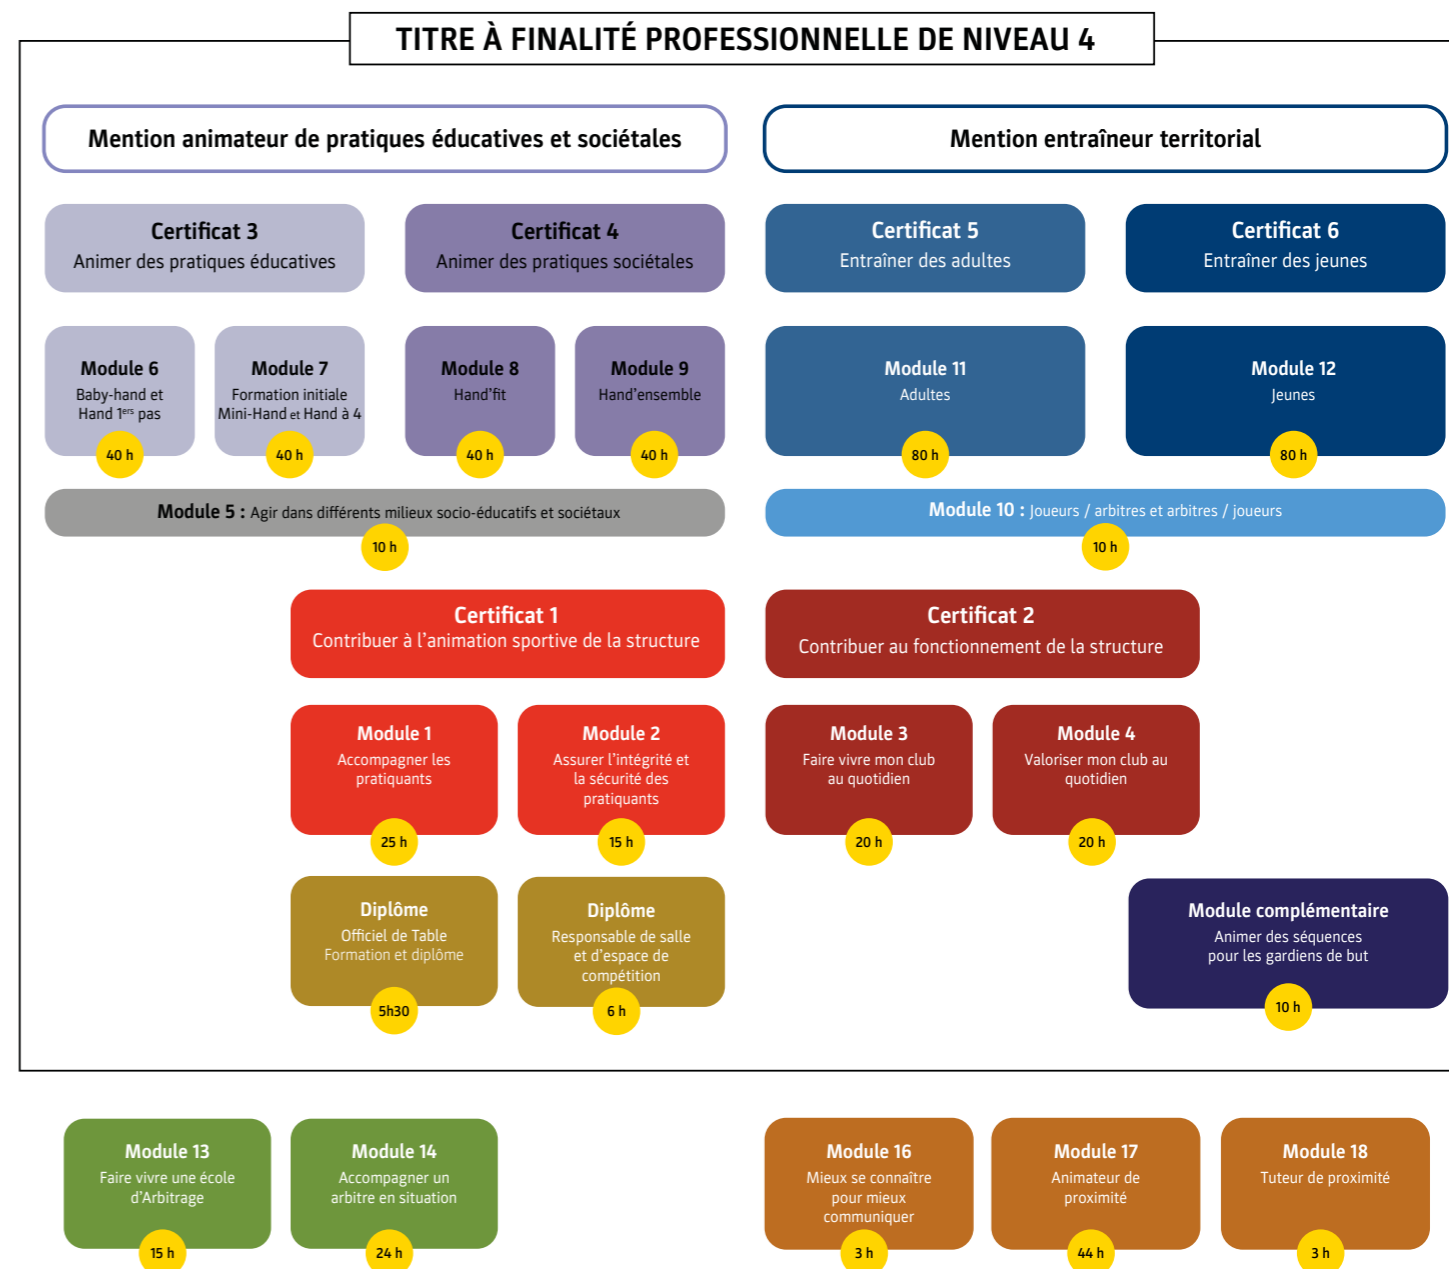 TITRE À FINALITÉ PROFESSIONNELLE DE NIVEAU 4
Mention animateur de pratiques éducatives et sociétales
Mention entraîneur territorial
Certificat 3
Animer des pratiques éducatives
Certificat 4
Animer des pratiques sociétales
Certificat 5
Entraîner des adultes
Certificat 6
Entraîner des jeunes
Module 6
Baby-hand et
Hand 1ers pas
40 h
Module 7
Formation initiale
Mini-Hand et Hand à 4
40 h
Module 8
Hand'fit
40 h
Module 9
Hand'ensemble
40 h
Module 11
Adultes
80 h
Module 12
Jeunes
80 h
Module 5 : Agir dans différents milieux socio-éducatifs et sociétaux
10 h
Module 10 : Joueurs / arbitres et arbitres / joueurs
10 h
Certificat 1
Contribuer à l'animation sportive de la structure
Certificat 2
Contribuer au fonctionnement de la structure
Module 1
Accompagner les
pratiquants
25 h
Module 2
Assurer l'intégrité et
la sécurité des
pratiquants
15 h
Module 3
Faire vivre mon club
au quotidien
20 h
Module 4
Valoriser mon club au
quotidien
20 h
Diplôme
Officiel de Table
Formation et diplôme
5h30
Diplôme
Responsable de salle
et d'espace de
compétition
6 h
Module complémentaire
Animer des séquences
pour les gardiens de but
10 h
Module 13
Faire vivre une école
d'Arbitrage
15 h
Module 14
Accompagner un
arbitre en situation
24 h
Module 16
Mieux se connaître
pour mieux
communiquer
3 h
Module 17
Animateur de
proximité
44 h
Module 18
Tuteur de proximité
3 h